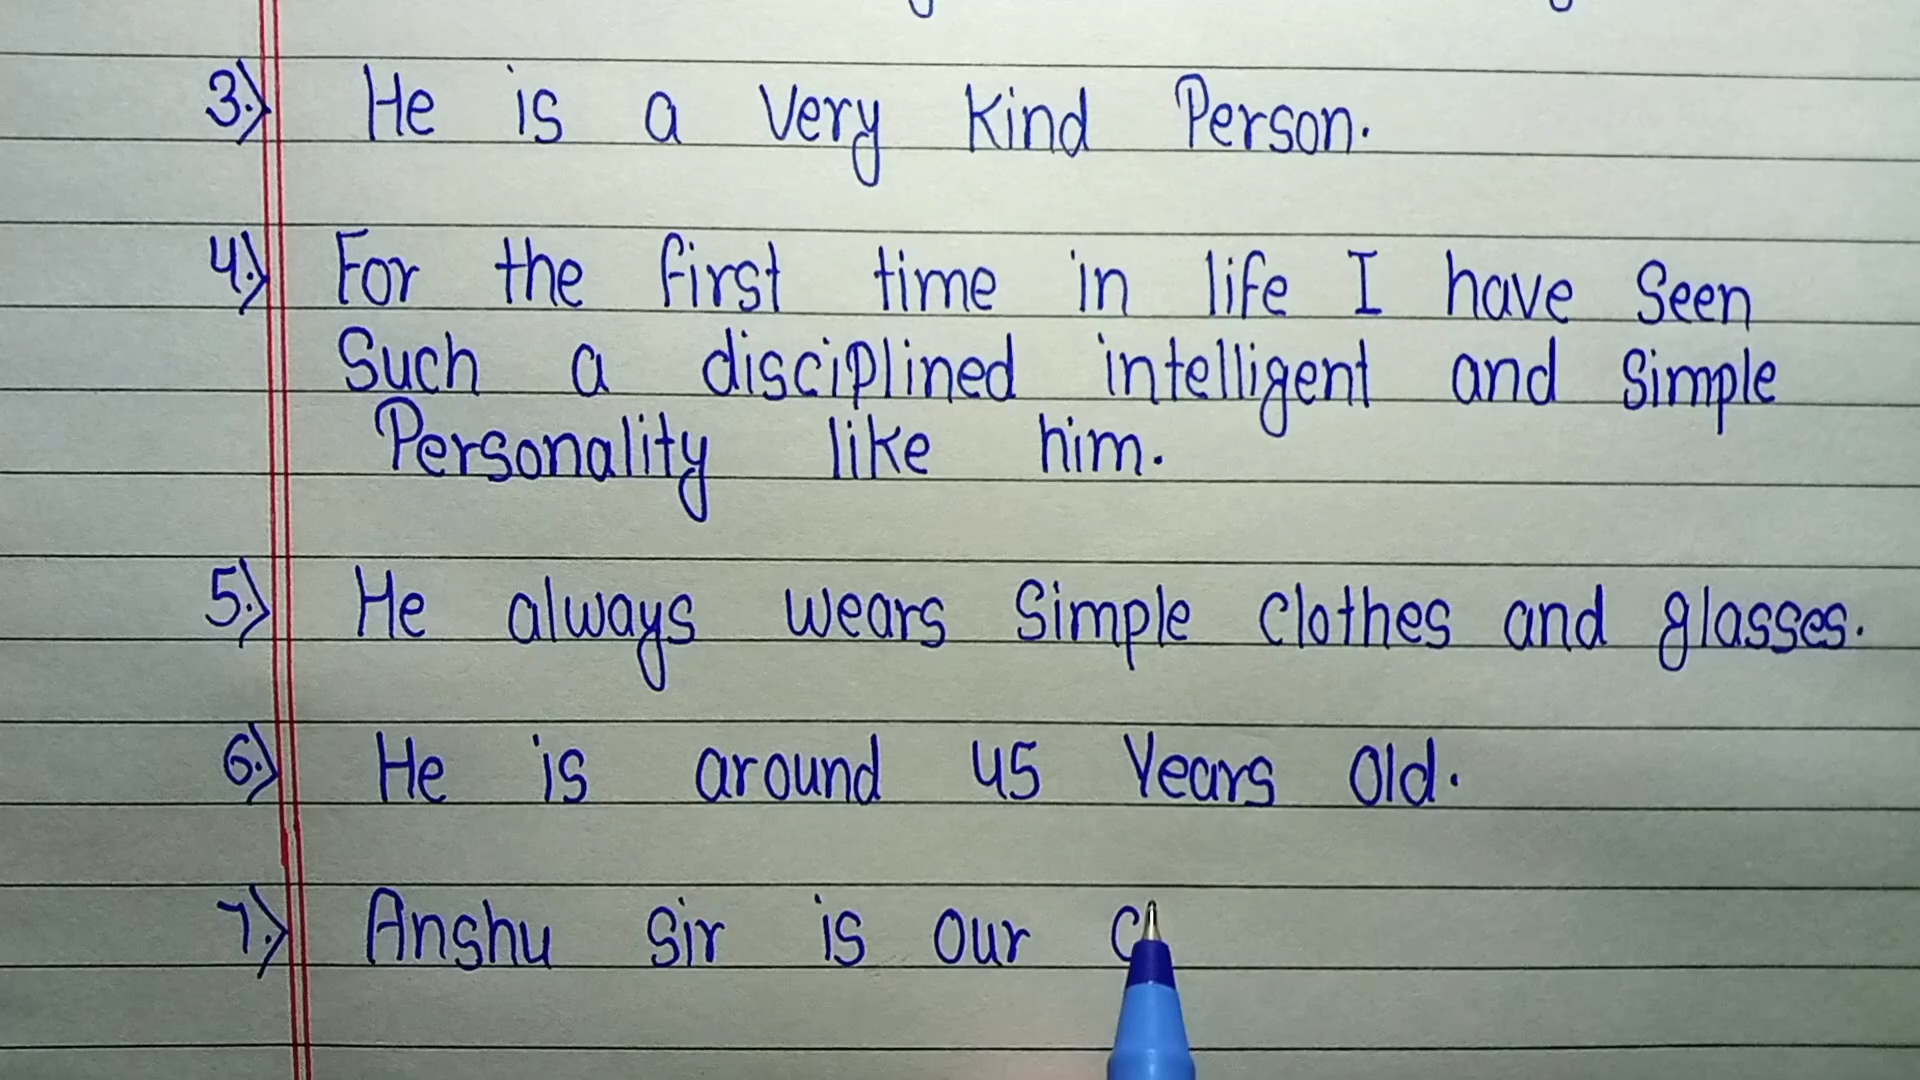 3.) He is a very Kind Person.
4.) For the first time in life I have Seen
Such a disciplined intelligent and Simple
Personality like him.
5.) He always wears Simple clothes and glasses.
6.) He is around 45 Years Old.
7.) Anshu Sir is our